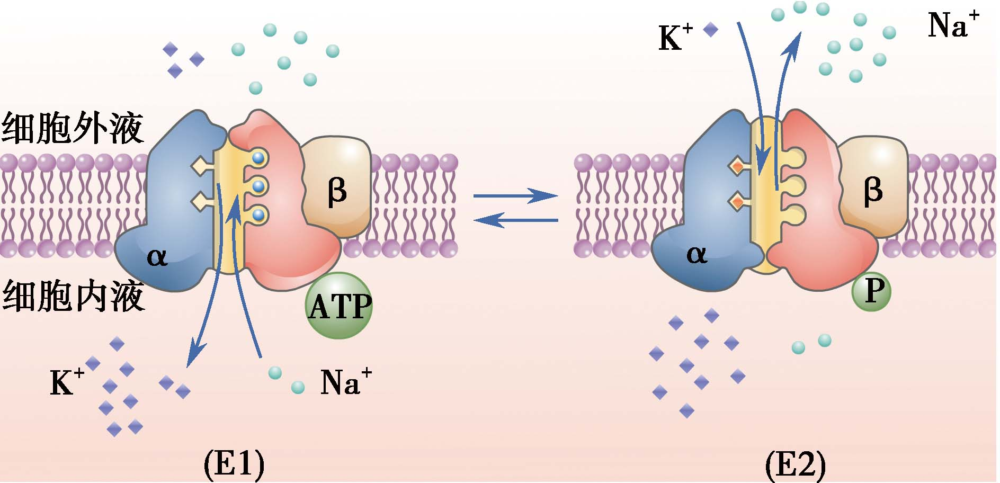 K⁺
Na⁺
细胞外液
β
β
α
α
细胞内液
ATP
P
K⁺
Na⁺
(E1)
(E2)